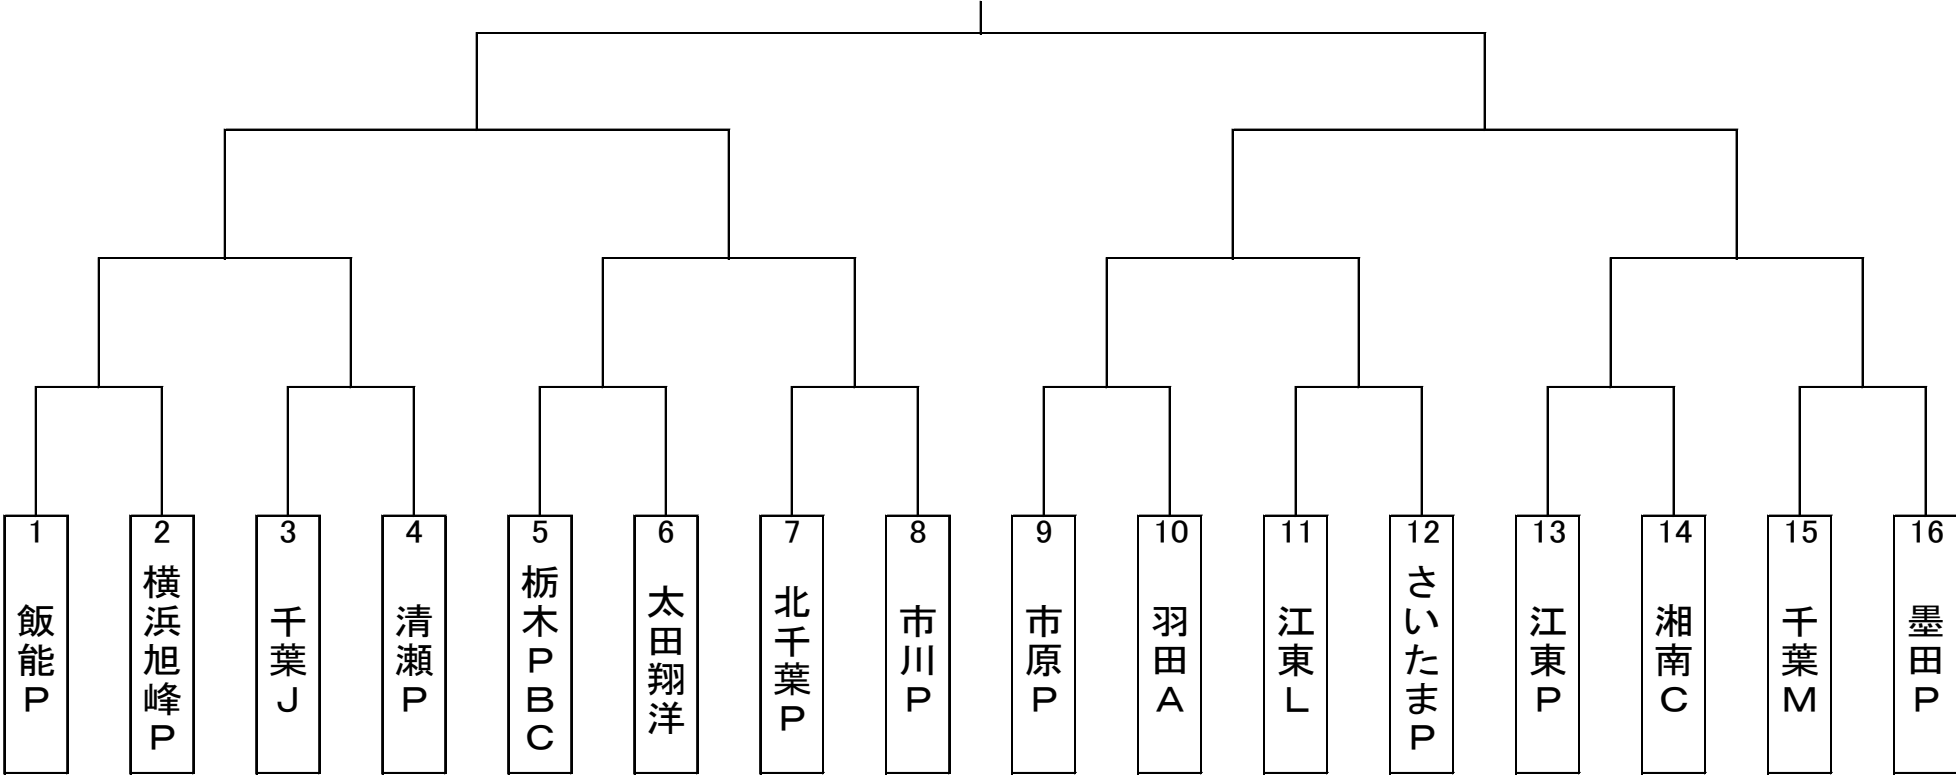 1
飯能P
2
横浜旭峰P
3
千葉J
4
清瀬P
5
栃木PBC
6
太田翔洋
7
北千葉P
8
市川P
9
市原P
10
羽田A
11
江東L
12
さいたまP
13
江東P
14
湘南C
15
千葉M
16
墨田P